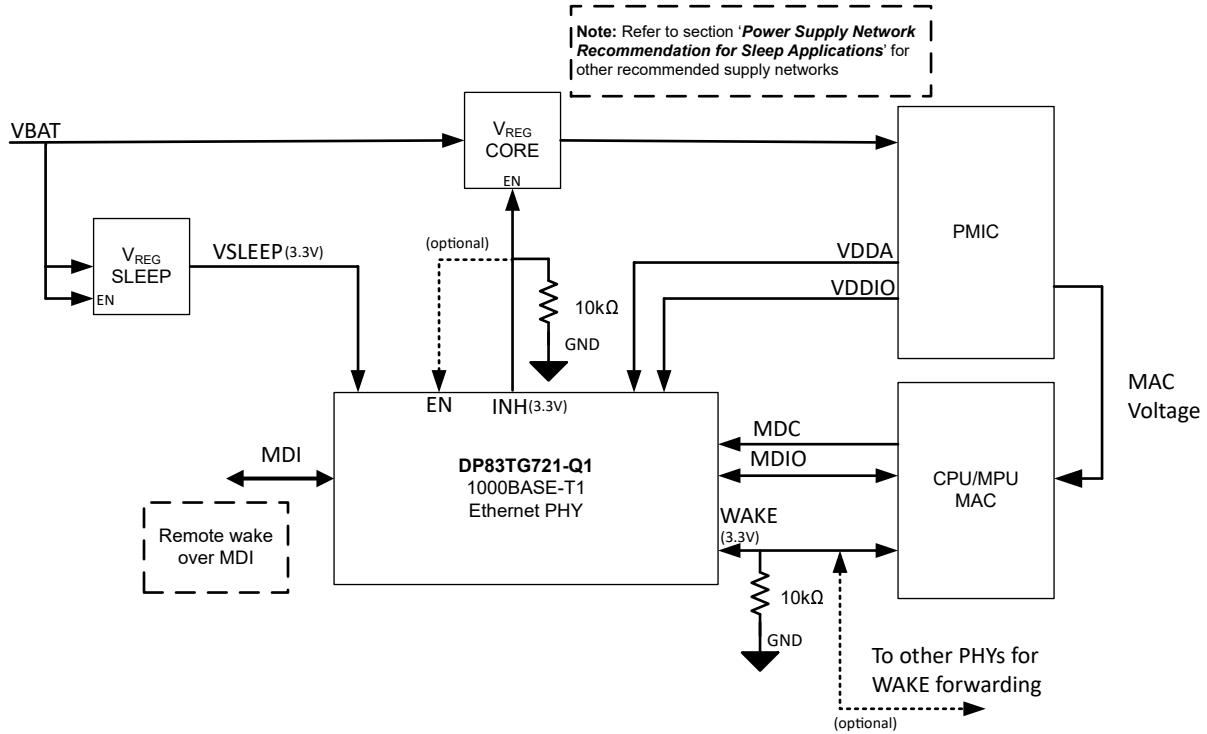 Note: Refer to section ‘Power Supply Network
Recommendation for Sleep Applications’ for
other recommended supply networks
VBAT
VREG
CORE
EN
PMIC
VREG
SLEEP
EN
VSLEEP (3.3V)
(optional)
10kΩ
GND
VDDA
VDDIO
MAC
Voltage
EN
INH (3.3V)
DP83TG721-Q1
1000BASE-T1
Ethernet PHY
MDI
Remote wake
over MDI
MDC
MDIO
WAKE
(3.3V)
CPU/MPU
MAC
10kΩ
GND
To other PHYs for
WAKE forwarding
(optional)